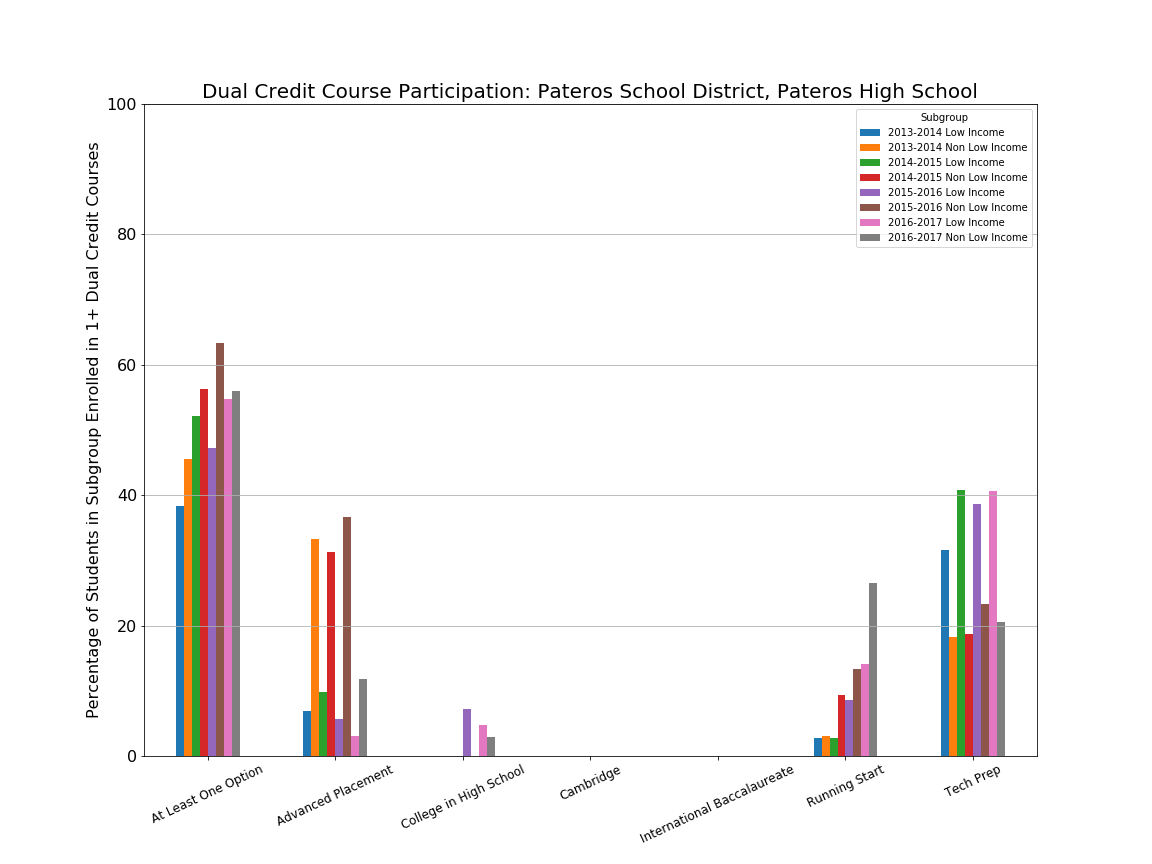 Dual Credit Course Participation: Pateros School District, Pateros High School
Percentage of Students in Subgroup Enrolled in 1+ Dual Credit Courses
100
80
60
40
20
0
Subgroup
2013-2014 Low Income
2013-2014 Non Low Income
2014-2015 Low Income
2014-2015 Non Low Income
2015-2016 Low Income
2015-2016 Non Low Income
2016-2017 Low Income
2016-2017 Non Low Income
At Least One Option
Advanced Placement
College in High School
Cambridge
International Baccalaureate
Running Start
Tech Prep